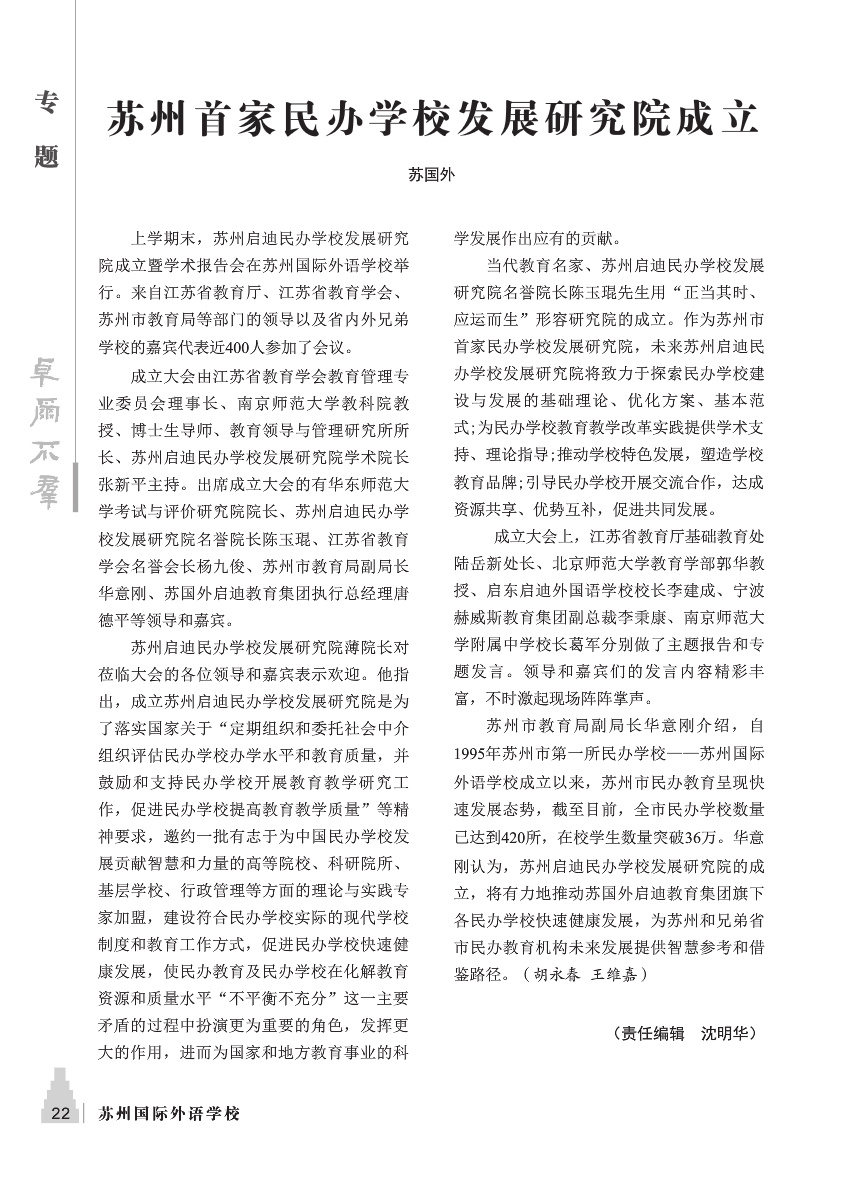 专
题
苏州首家民办学校发展研究院成立
苏国外
上学期末，苏州启迪民办学校发展研究
院成立暨学术报告会在苏州国际外语学校举
行。来自江苏省教育厅、江苏省教育学会、
苏州市教育局等部门的领导以及省内外兄弟
学校的嘉宾代表近400人参加了会议。
成立大会由江苏省教育学会教育管理专
业委员会理事长、南京师范大学教科院教
授、博士生导师、教育领导与管理研究所所
长、苏州启迪民办学校发展研究院学术院长
张新平主持。出席成立大会的有华东师范大
学考试与评价研究院院长、苏州启迪民办学
校发展研究院名誉院长陈玉琨、江苏省教育
学会名誉会长杨九俊、苏州市教育局副局长
华意刚、苏国外启迪教育集团执行总经理唐
德平等领导和嘉宾。
苏州启迪民办学校发展研究院薄院长对
莅临大会的各位领导和嘉宾表示欢迎。他指
出，成立苏州启迪民办学校发展研究院是为
了落实国家关于“定期组织和委托社会中介
组织评估民办学校办学水平和教育质量，并
鼓励和支持民办学校开展教育教学研究工
作，促进民办学校提高教育教学质量”等精
神要求，邀约一批有志于为中国民办学校发
展贡献智慧和力量的高等院校、科研院所、
基层学校、行政管理等方面的理论与实践专
家加盟，建设符合民办学校实际的现代学校
制度和教育工作方式，促进民办学校快速健
康发展，使民办教育及民办学校在化解教育
资源和质量水平“不平衡不充分”这一主要
矛盾的过程中扮演更为重要的角色，发挥更
大的作用，进而为国家和地方教育事业的科
学发展作出应有的贡献。
当代教育名家、苏州启迪民办学校发展
研究院名誉院长陈玉琨先生用“正当其时、
应运而生”形容研究院的成立。作为苏州市
首家民办学校发展研究院，未来苏州启迪民
办学校发展研究院将致力于探索民办学校建
设与发展的基础理论、优化方案、基本范
式;为民办学校教育教学改革实践提供学术支
持、理论指导;推动学校特色发展，塑造学校
教育品牌;引导民办学校开展交流合作，达成
资源共享、优势互补，促进共同发展。
成立大会上，江苏省教育厅基础教育处
陆岳新处长、北京师范大学教育学部郭华教
授、启东启迪外国语学校校长李建成、宁波
赫威斯教育集团副总裁李秉康、南京师范大
学附属中学校长葛军分别做了主题报告和专
题发言。领导和嘉宾们的发言内容精彩丰
富，不时激起现场阵阵掌声。
苏州市教育局副局长华意刚介绍，自
1995年苏州市第一所民办学校——苏州国际
外语学校成立以来，苏州市民办教育呈现快
速发展态势，截至目前，全市民办学校数量
已达到420所，在校学生数量突破36万。华意
刚认为，苏州启迪民办学校发展研究院的成
立，将有力地推动苏国外启迪教育集团旗下
各民办学校快速健康发展，为苏州和兄弟省
市民办教育机构未来发展提供智慧参考和借
鉴路径。（胡永春 王维嘉）
（责任编辑 沈明华）
卓
尔
不
群
22
苏州国际外语学校